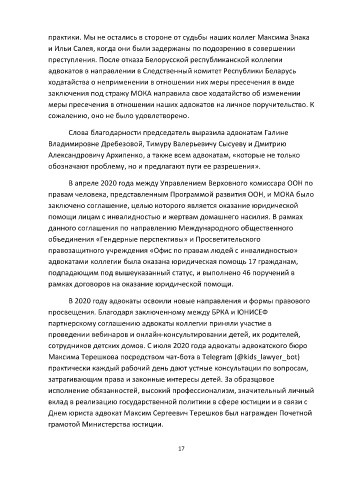 практики. Мы не остались в стороне от судьбы наших коллег Максима Знака
и Ильи Салея, когда они были задержаны по подозрению в совершении
преступления. После отказа Белорусской республиканской коллегии
адвокатов в направлении в Следственный комитет Республики Беларусь
ходатайства о неприменении в отношении них меры пресечения в виде
заключения под стражу МОКА направила свое ходатайство об изменении
меры пресечения в отношении наших адвокатов на личное поручительство. К
сожалению, оно не было удовлетворено.
Слова благодарности председатель выразила адвокатам Галине
Владимировне Дребезовой, Тимуру Валерьевичу Сысуеву и Дмитрию
Александровичу Архипенко, а также всем адвокатам, «которые не только
обозначают проблему, но и предлагают пути ее разрешения».
В апреле 2020 года между Управлением Верховного комиссара ООН по
правам человека, представленным Программой развития ООН, и МОКА было
заключено соглашение, целью которого является оказание юридической
помощи лицам с инвалидностью и жертвам домашнего насилия. В рамках
данного соглашения по направлению Международного общественного
объединения «Гендерные перспективы» и Просветительского
правозащитного учреждения «Офис по правам людей с инвалидностью»
адвокатами коллегии была оказана юридическая помощь 17 гражданам,
подпадающим под вышеуказанный статус, и выполнено 46 поручений в
рамках договоров на оказание юридической помощи.
В 2020 году адвокаты освоили новые направления и формы правового
просвещения. Благодаря заключенному между БРКА и ЮНИСЕФ
партнерскому соглашению адвокаты коллегии приняли участие в
проведении вебинаров и онлайн-консультировании детей, их родителей,
сотрудников детских домов. С июля 2020 года адвокаты адвокатского бюро
Максима Терешкова посредством чат-бота в Telegram (@kids_lawyer_bot)
практически каждый рабочий день дают устные консультации по вопросам,
затрагивающим права и законные интересы детей. За образцовое
исполнение обязанностей, высокий профессионализм, значительный личный
вклад в реализацию государственной политики в сфере юстиции и в связи с
Днем юриста адвокат Максим Сергеевич Терешков был награжден Почетной
грамотой Министерства юстиции.
17